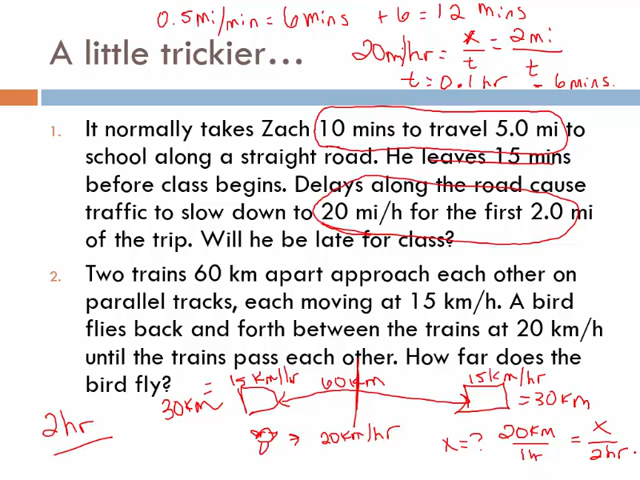 0.5mi/min = 6mins + 6 = 12 mins
A little trickier...
20mi/hr = x/t = 2mi/t
t = 0.1hr = 6mins.
1. It normally takes Zach 10 mins to travel 5.0 mi to
school along a straight road. He leaves 15 mins
before class begins. Delays along the road cause
traffic to slow down to 20 mi/h for the first 2.0 mi
of the trip. Will he be late for class?
2. Two trains 60 km apart approach each other on
parallel tracks, each moving at 15 km/h. A bird
flies back and forth between the trains at 20 km/h
until the trains pass each other. How far does the
bird fly?
= 15km/hr 60km 15km/hr
30km = 30km
2hr 20km/hr x = ? 20km/1hr = x/2hr.